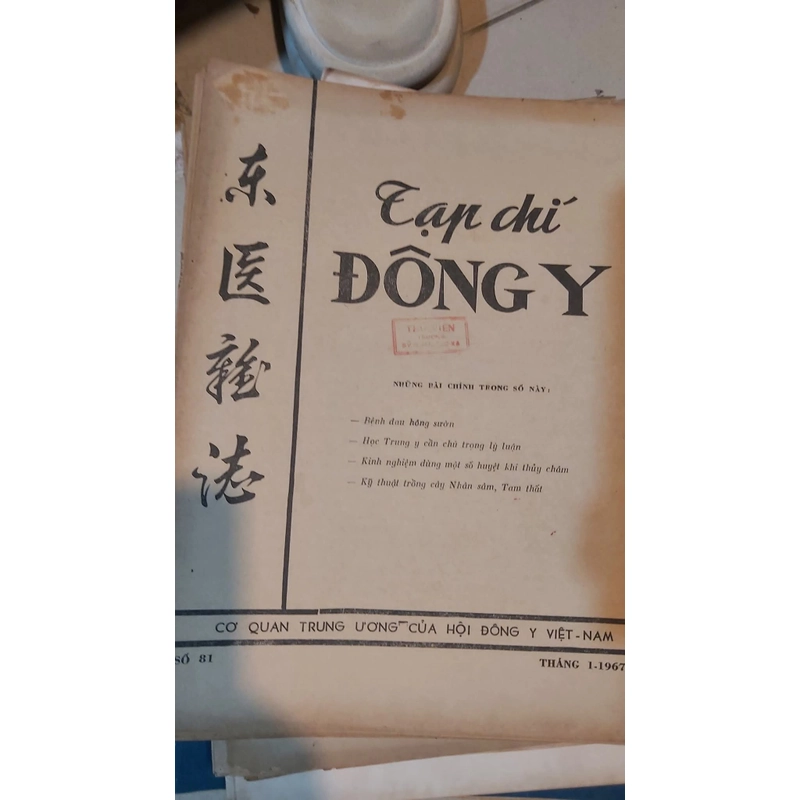 东医雜志
Tạp chí
ĐÔNG Y
NHỮNG BÀI CHÍNH TRONG SỐ NÀY:
— Bệnh đau hông sườn
— Học Trung y cần chú trọng lý luận
— Kinh nghiệm dùng một số huyệt khi thủy châm
— Kỹ thuật trồng cây Nhân sâm, Tam thất
CƠ QUAN TRUNG ƯƠNG CỦA HỘI ĐÔNG Y VIỆT-NAM
SỐ 81
THÁNG 1-1967